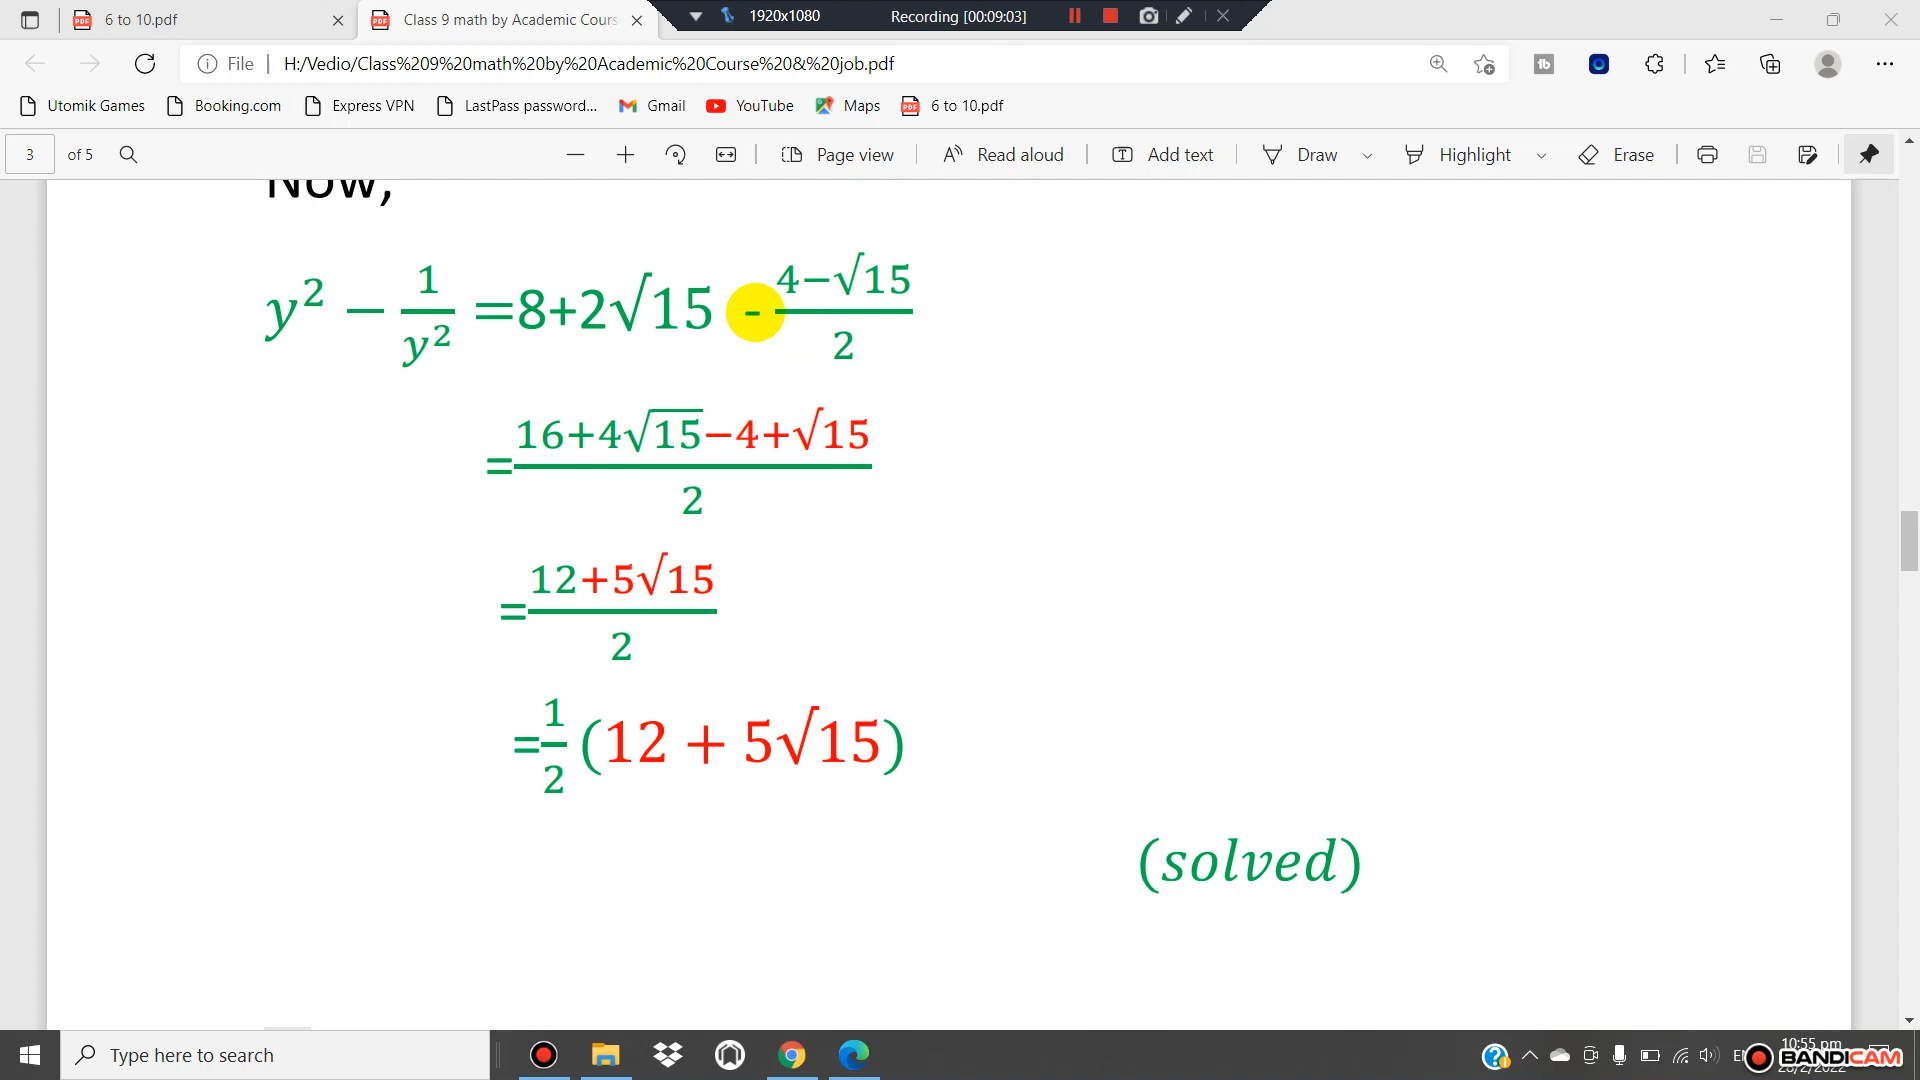 6 to 10.pdf
Class 9 math by Academic Cours
1920x1080
Recording [00:09:03]
File | H:/Vedio/Class%209%20math%20by%20Academic%20Course%20&%20job.pdf
Utomik Games Booking.com Express VPN LastPass password... Gmail YouTube Maps 6 to 10.pdf
3 of 5 Page view Read aloud Add text Draw Highlight Erase
Now,
y² − 1/y² =8+2√15 - (4−√15)/2
=(16+4√15−4+√15)/2
=(12+5√15)/2
=1/2 (12 + 5√15)
(solved)
Type here to search
10:55 pm
BANDICAM